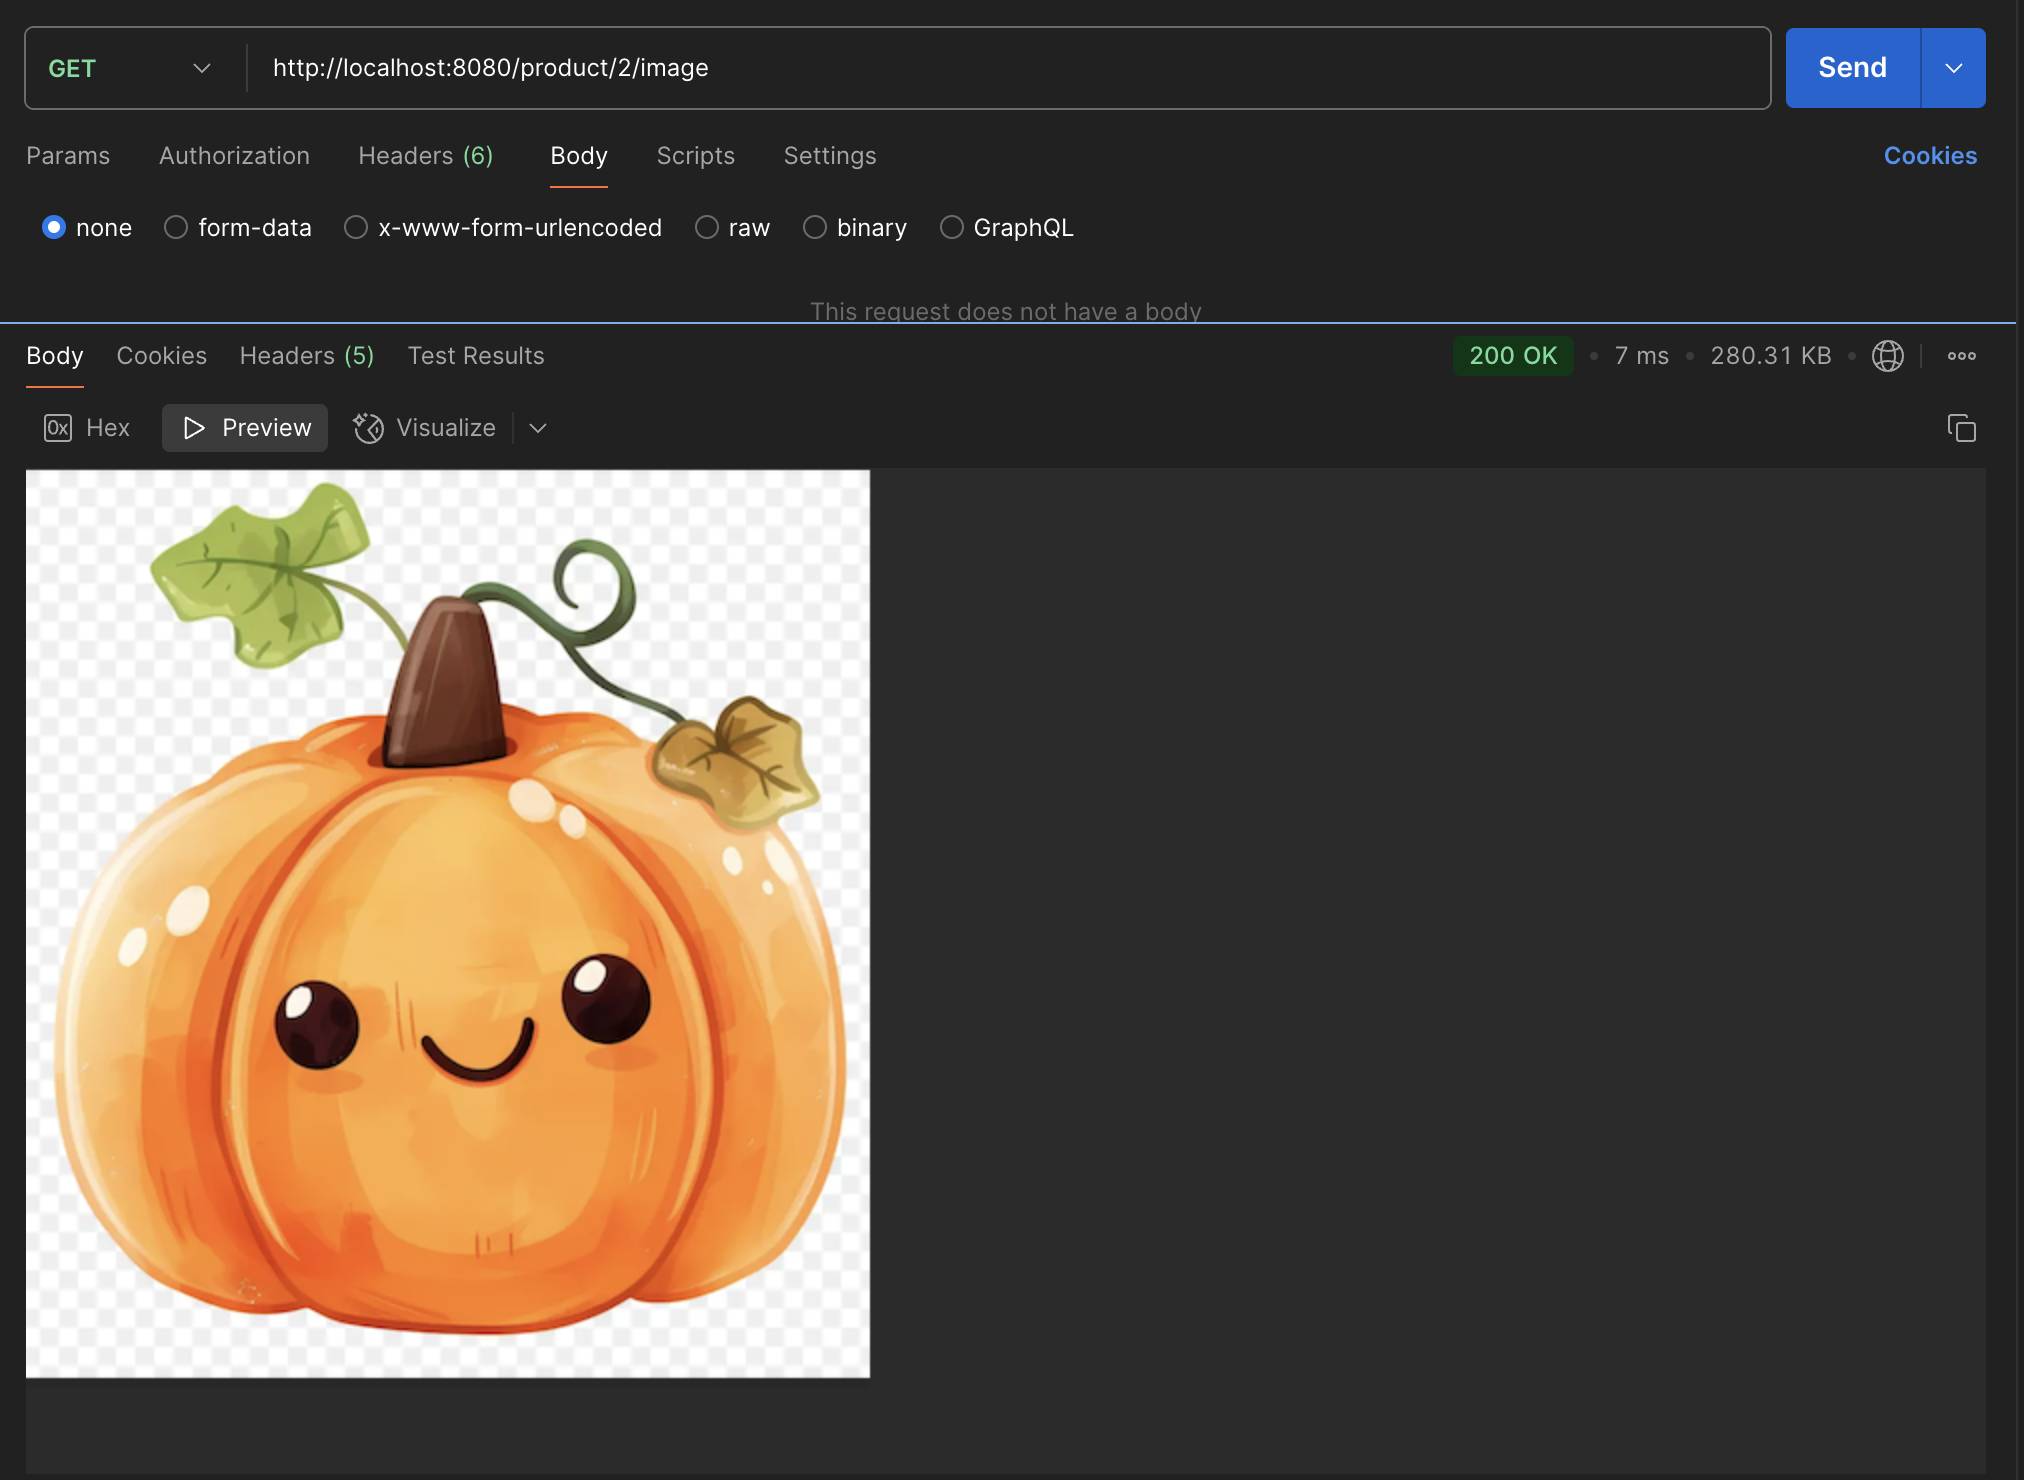 GET http://localhost:8080/product/2/image Send
Params Authorization Headers (6) Body Scripts Settings Cookies
none form-data x-www-form-urlencoded raw binary GraphQL
This request does not have a body
Body Cookies Headers (5) Test Results 200 OK • 7 ms • 280.31 KB •
0x Hex Preview Visualize